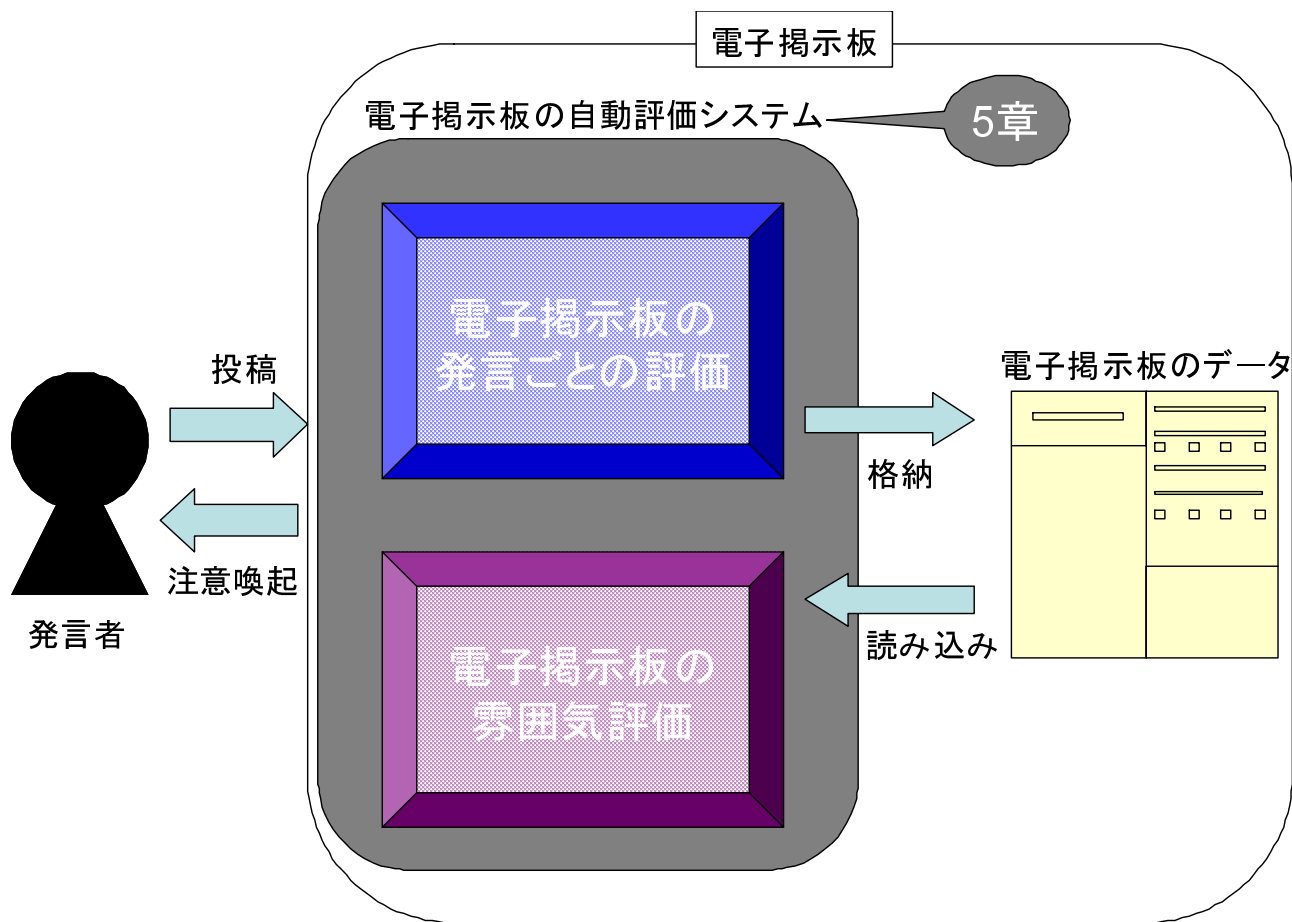 電子掲示板
電子掲示板の自動評価システム
5章
電子掲示板の
発言ごとの評価
投稿
電子掲示板のデータ
格納
注意喚起
発言者
読み込み
電子掲示板の
雰囲気評価